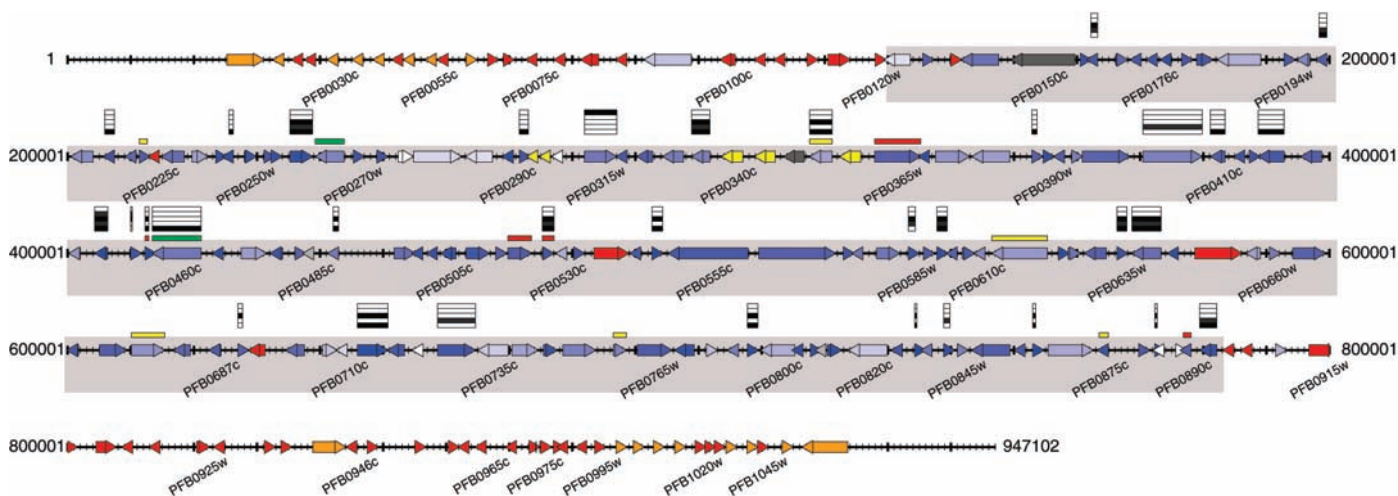 1 200001
PFB0030c PFB0055c PFB0075c PFB0100c PFB0120w PFB0150c PFB0176c PFB0194w
200001 400001
PFB0225c PFB0250w PFB0270w PFB0290c PFB0315w PFB0340c PFB0365w PFB0390w PFB0410c
400001 600001
PFB0460c PFB0485c PFB0505c PFB0530c PFB0555c PFB0585w PFB0610c PFB0635w PFB0660w
600001 800001
PFB0687c PFB0710c PFB0735c PFB0765w PFB0800c PFB0820c PFB0845w PFB0875c PFB0890c PFB0915w
800001 947102
PFB0925w PFB0946c PFB0965c PFB0975c PFB0995w PFB1020w PFB1045w